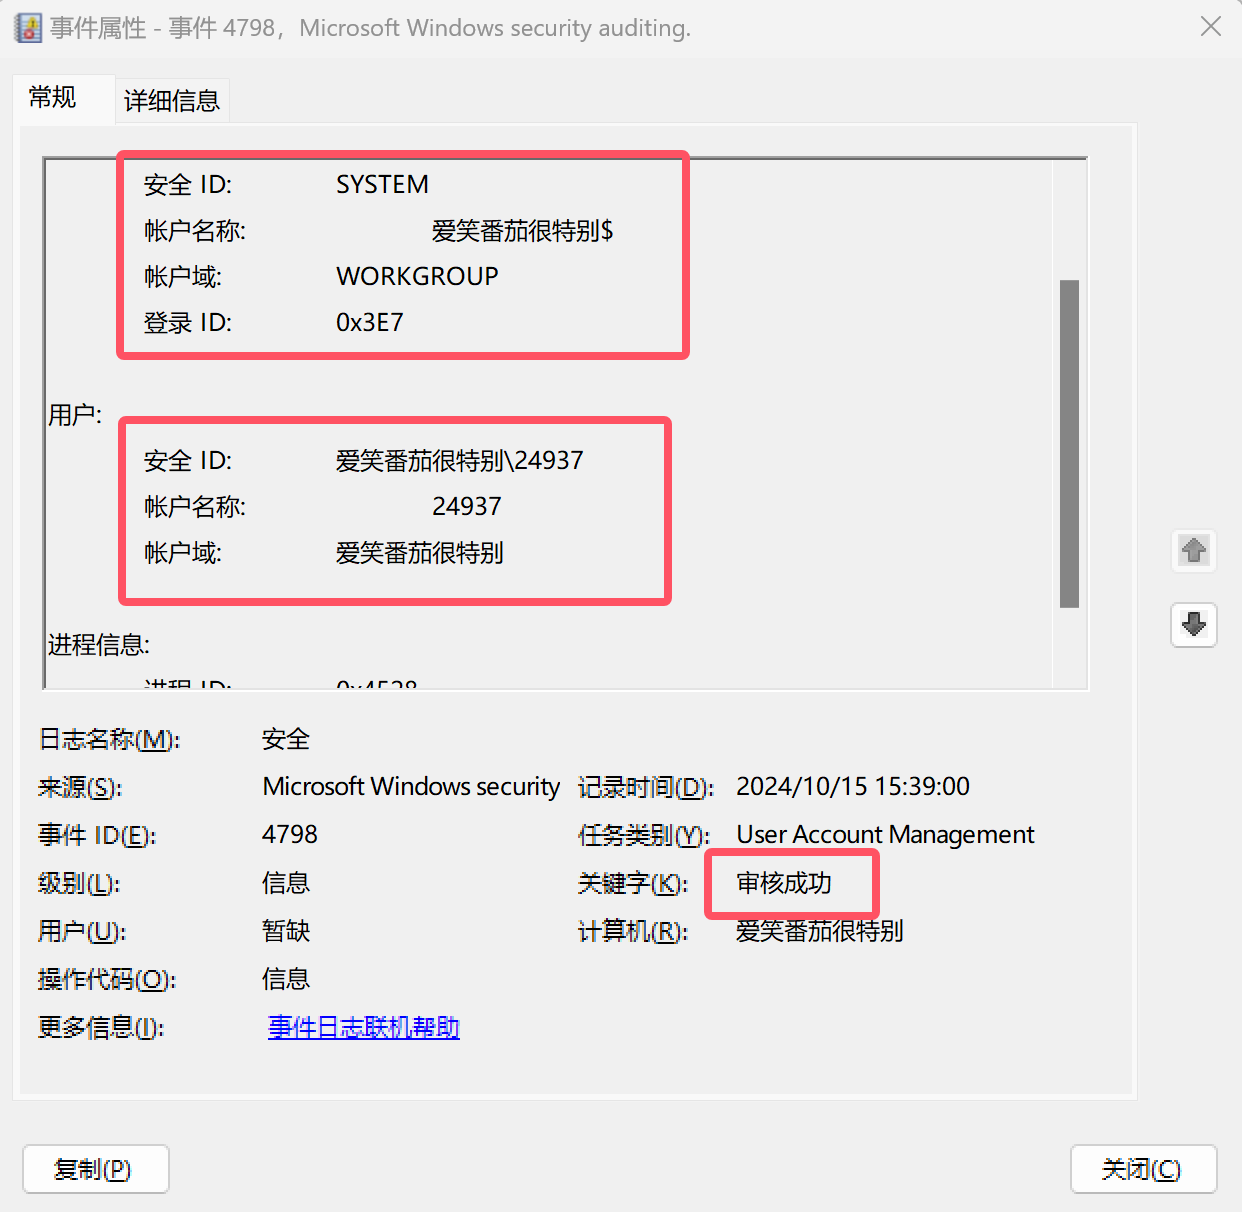 事件属性 - 事件 4798，Microsoft Windows security auditing.
常规 详细信息
安全 ID: SYSTEM
帐户名称: 爱笑番茄很特别$
帐户域: WORKGROUP
登录 ID: 0x3E7
用户:
安全 ID: 爱笑番茄很特别\24937
帐户名称: 24937
帐户域: 爱笑番茄很特别
进程信息:
进程 ID:
日志名称(M): 安全
来源(S): Microsoft Windows security 记录时间(D): 2024/10/15 15:39:00
事件 ID(E): 4798 任务类别(Y): User Account Management
级别(L): 信息 关键字(K): 审核成功
用户(U): 暂缺 计算机(R): 爱笑番茄很特别
操作代码(O): 信息
更多信息(I): 事件日志联机帮助
复制(P) 关闭(C)